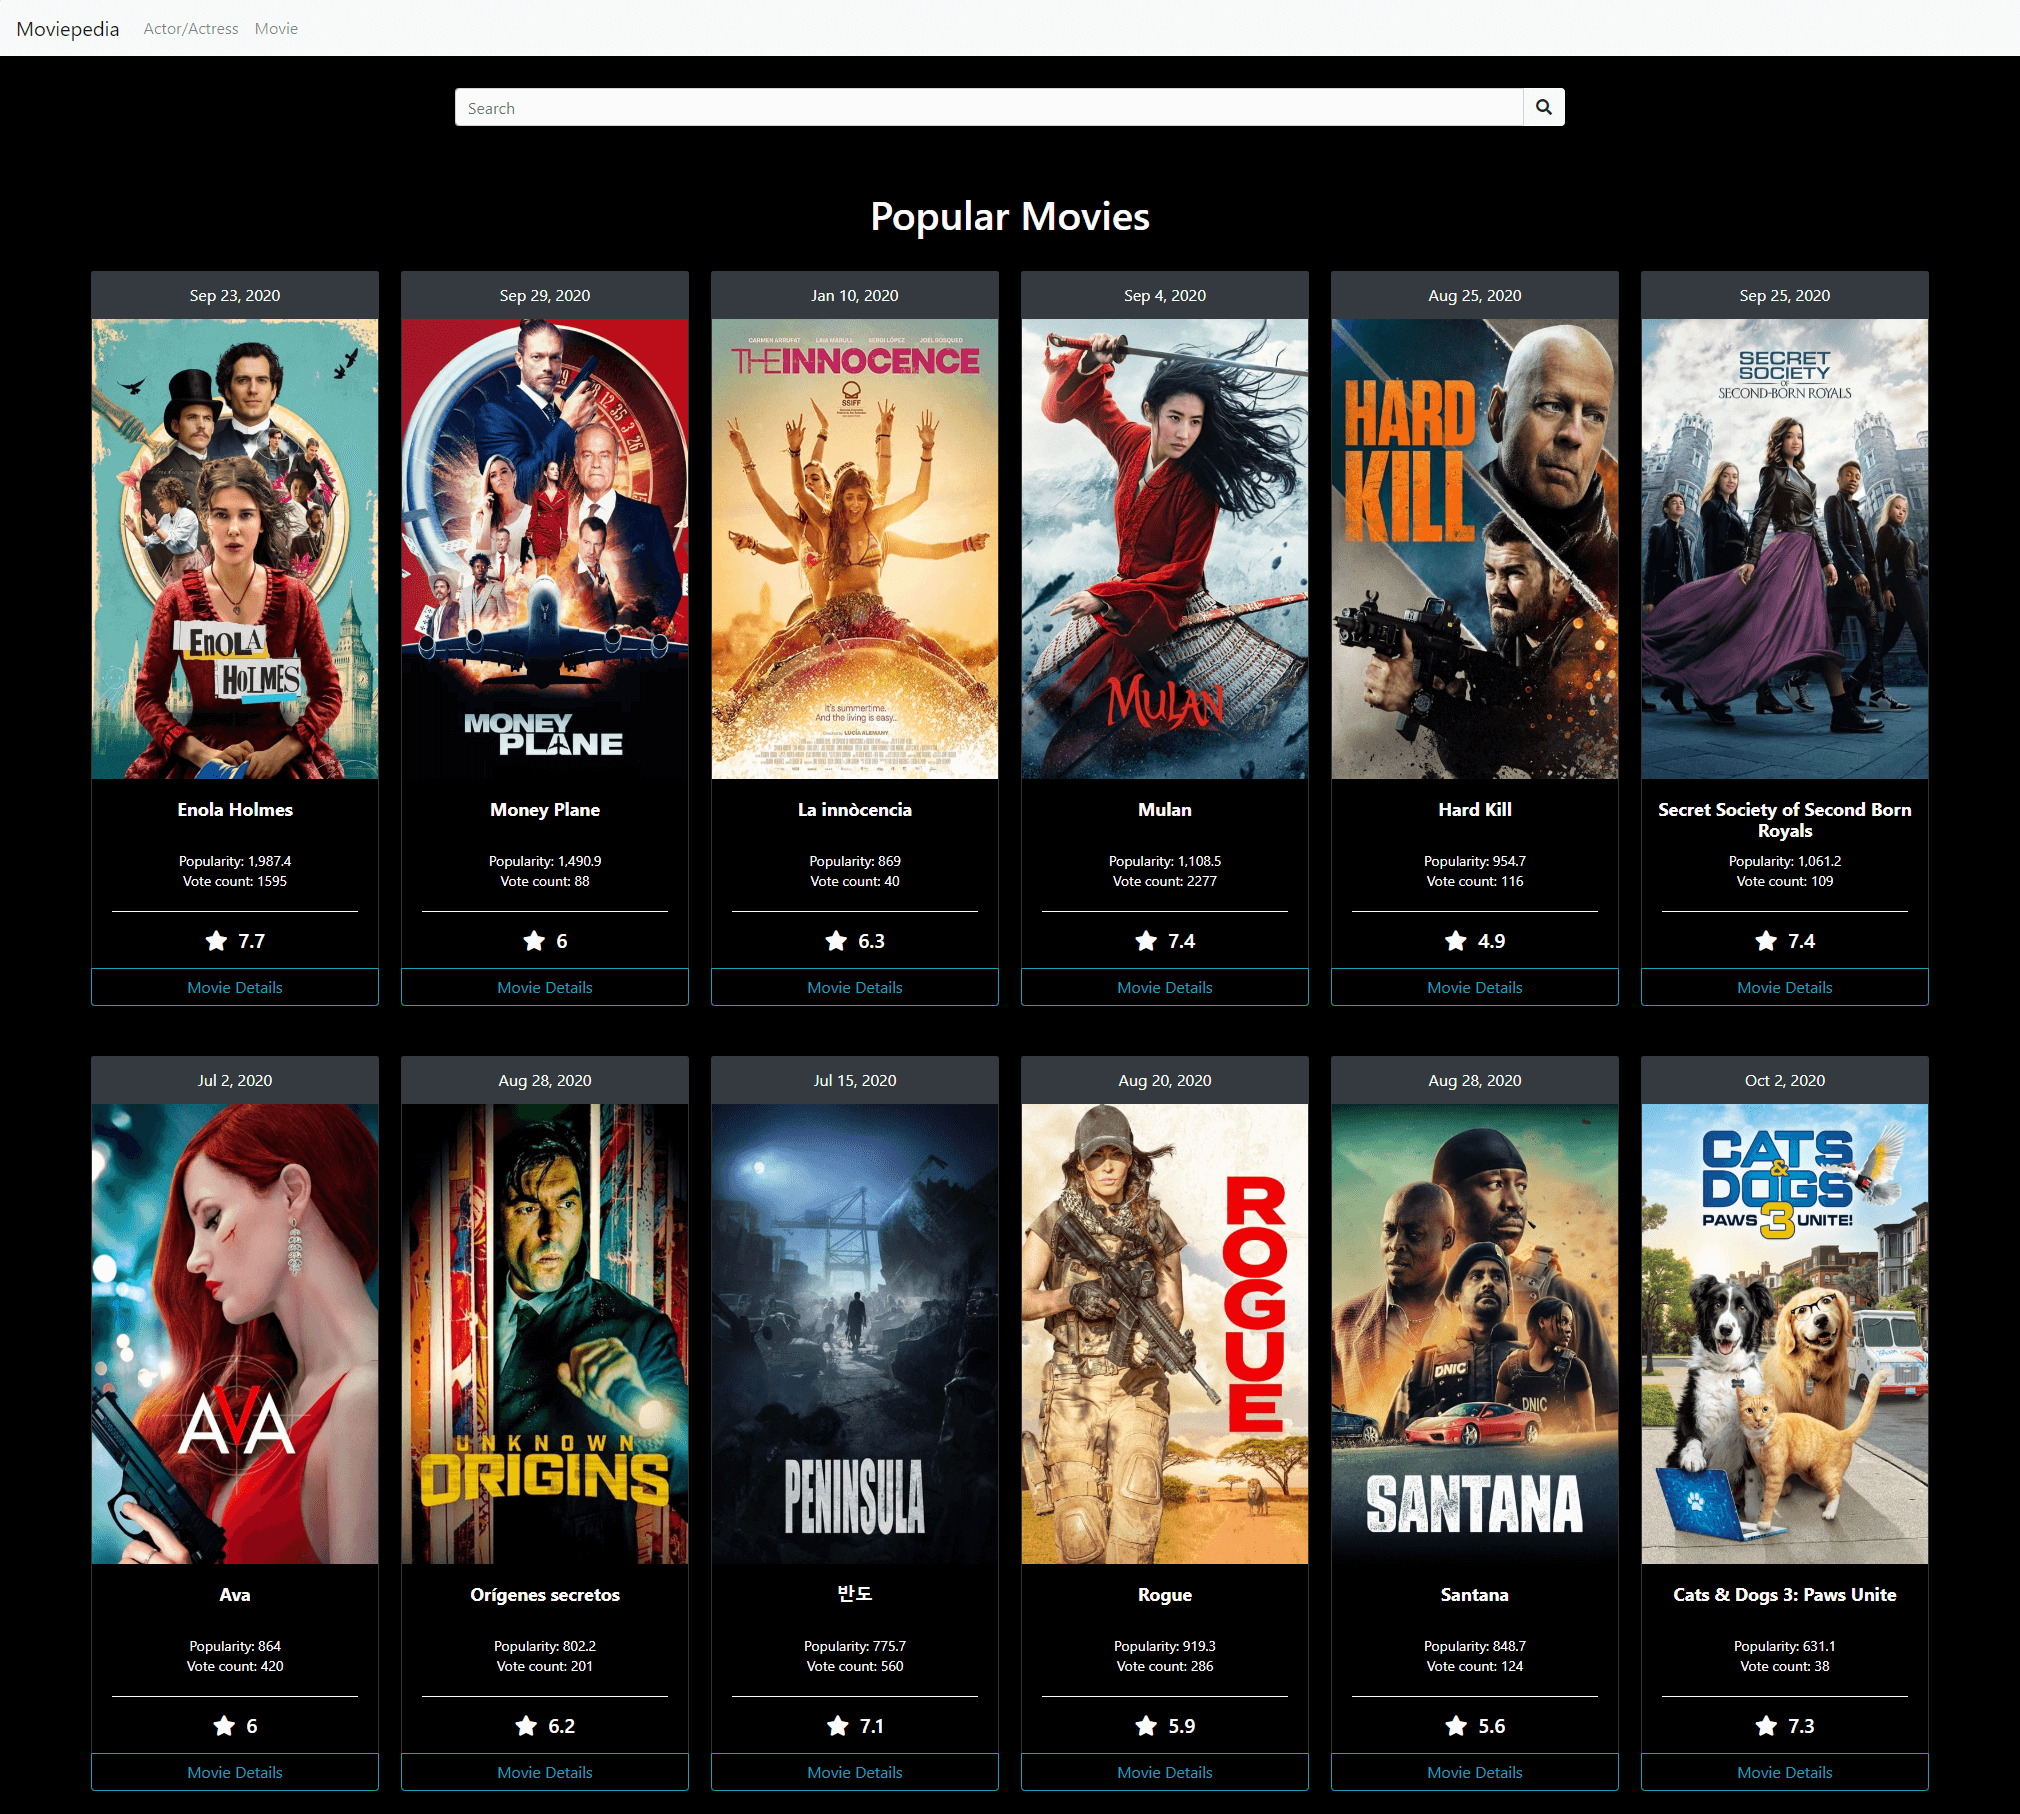 Moviepedia Actor/Actress Movie
Search
Popular Movies
Sep 23, 2020 Sep 29, 2020 Jan 10, 2020 Sep 4, 2020 Aug 25, 2020 Sep 25, 2020
ENOLA
HOLMES
MONEY
PLANE
CARMEN ARRUFAT LAIA MARULL SERGI LÓPEZ JOEL BOSQUED
THE INNOCENCE
SSIFF
It's summertime.
And the living is easy...
LUCÍA ALEMANY
MULAN
HARD
KILL
SECRET
SOCIETY
OF
SECOND-BORN ROYALS
Enola Holmes Money Plane La innòcencia Mulan Hard Kill Secret Society of Second Born
Royals
Popularity: 1,987.4 Popularity: 1,490.9 Popularity: 869 Popularity: 1,108.5 Popularity: 954.7 Popularity: 1,061.2
Vote count: 1595 Vote count: 88 Vote count: 40 Vote count: 2277 Vote count: 116 Vote count: 109
7.7 6 6.3 7.4 4.9 7.4
Movie Details Movie Details Movie Details Movie Details Movie Details Movie Details
Jul 2, 2020 Aug 28, 2020 Jul 15, 2020 Aug 20, 2020 Aug 28, 2020 Oct 2, 2020
AVA
UNKNOWN
ORIGINS
PENINSULA
ROGUE
DNIC
DNIC
SANTANA
CATS
&
DOGS
PAWS 3 UNITE!
Ava Orígenes secretos 반도 Rogue Santana Cats & Dogs 3: Paws Unite
Popularity: 864 Popularity: 802.2 Popularity: 775.7 Popularity: 919.3 Popularity: 848.7 Popularity: 631.1
Vote count: 420 Vote count: 201 Vote count: 560 Vote count: 286 Vote count: 124 Vote count: 38
6 6.2 7.1 5.9 5.6 7.3
Movie Details Movie Details Movie Details Movie Details Movie Details Movie Details